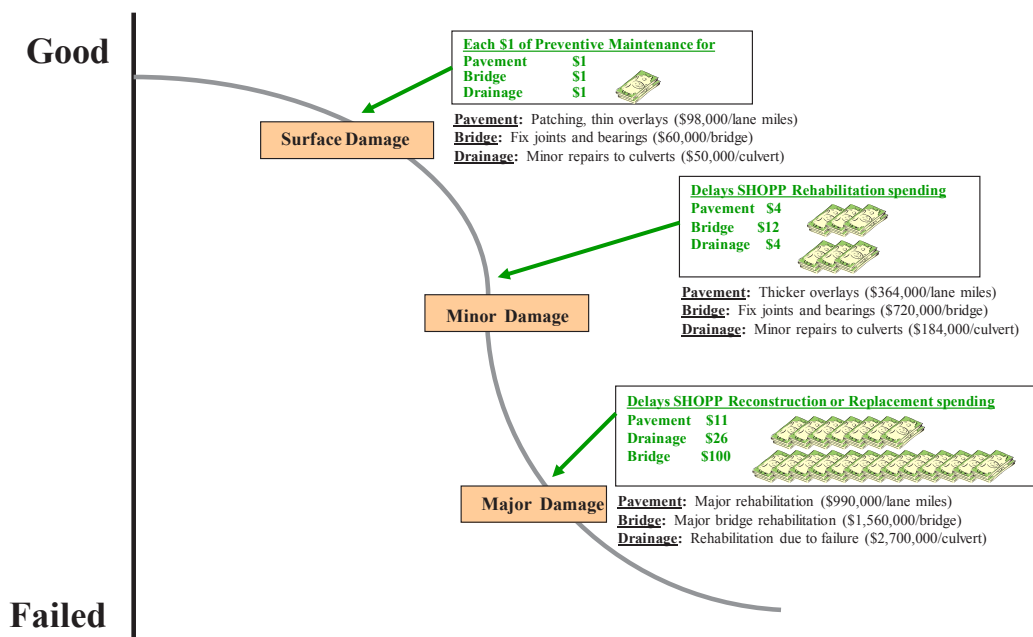 Good
Each $1 of Preventive Maintenance for
Pavement $1
Bridge $1
Drainage $1
Surface Damage
Pavement: Patching, thin overlays ($98,000/lane miles)
Bridge: Fix joints and bearings ($60,000/bridge)
Drainage: Minor repairs to culverts ($50,000/culvert)
Delays SHOPP Rehabilitation spending
Pavement $4
Bridge $12
Drainage $4
Minor Damage
Pavement: Thicker overlays ($364,000/lane miles)
Bridge: Fix joints and bearings ($720,000/bridge)
Drainage: Minor repairs to culverts ($184,000/culvert)
Delays SHOPP Reconstruction or Replacement spending
Pavement $11
Drainage $26
Bridge $100
Major Damage
Pavement: Major rehabilitation ($990,000/lane miles)
Bridge: Major bridge rehabilitation ($1,560,000/bridge)
Drainage: Rehabilitation due to failure ($2,700,000/culvert)
Failed